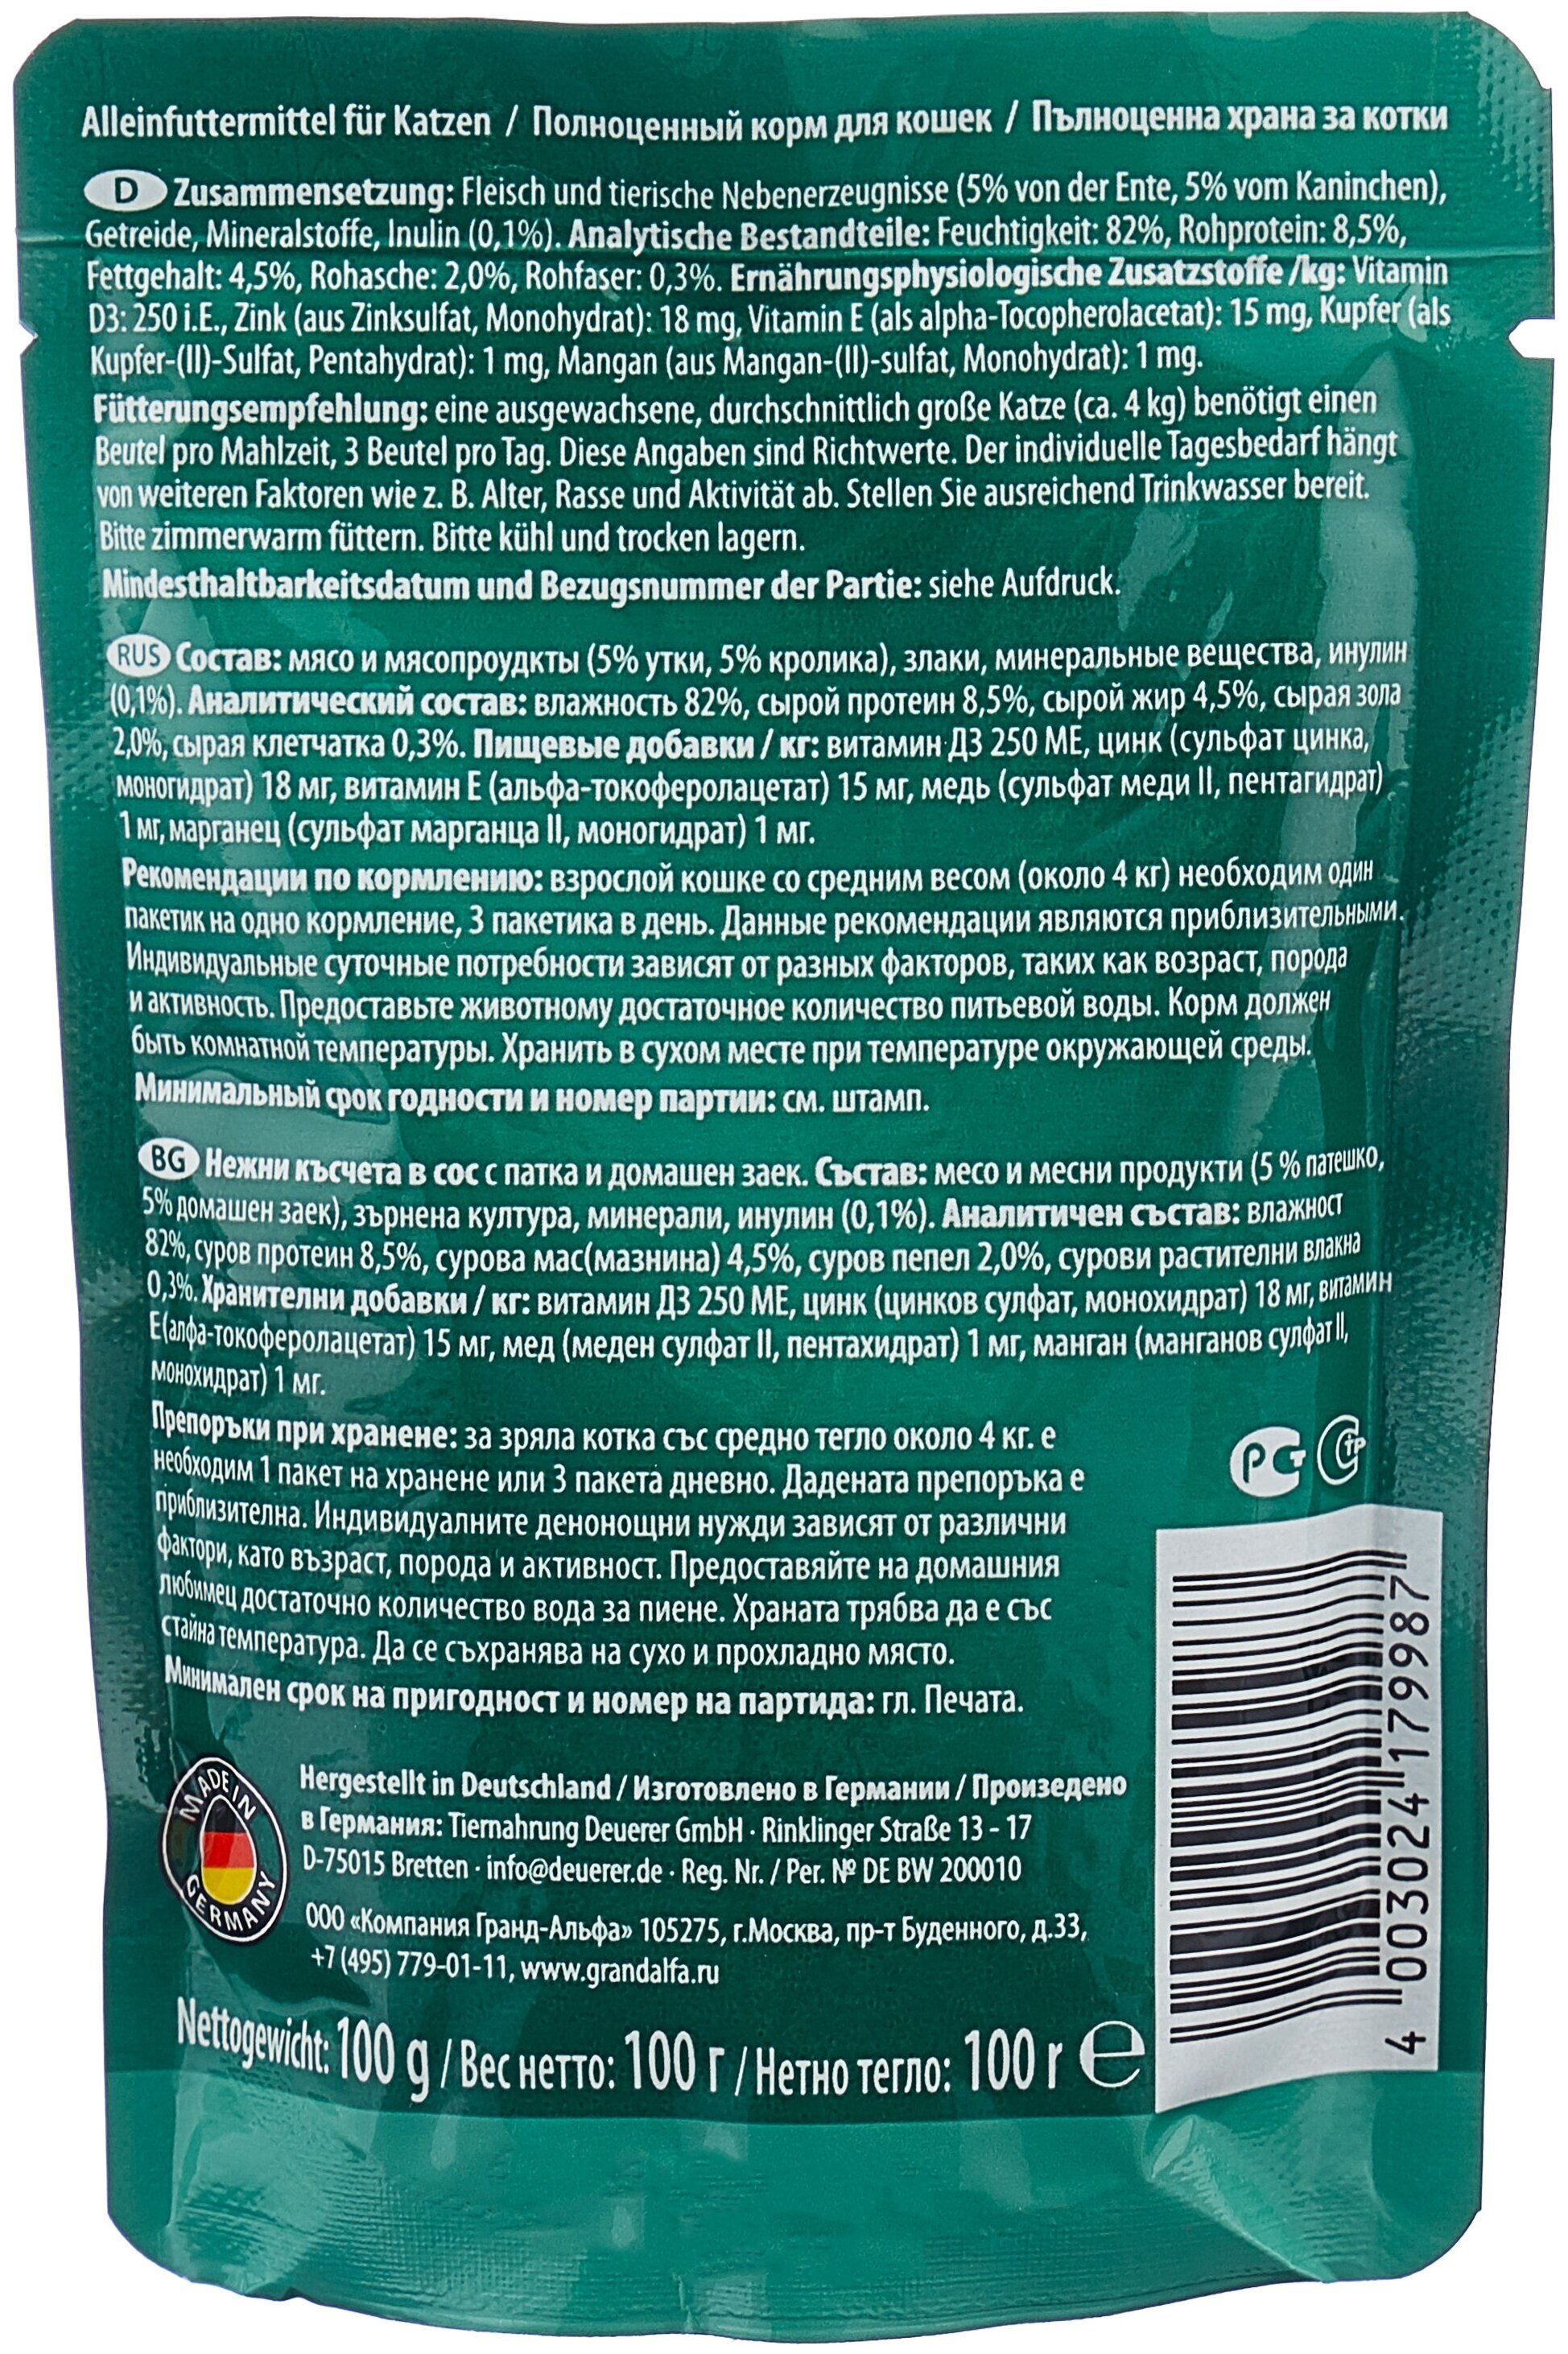 Alleinfuttermittel für Katzen / Полноценный корм для кошек / Пълноценна храна за котки
D Zusammensetzung: Fleisch und tierische Nebenerzeugnisse (5% von der Ente, 5% vom Kaninchen),
Getreide, Mineralstoffe, Inulin (0,1%). Analytische Bestandteile: Feuchtigkeit: 82%, Rohprotein: 8,5%,
Fettgehalt: 4,5%, Rohasche: 2,0%, Rohfaser: 0,3%. Ernährungsphysiologische Zusatzstoffe /kg: Vitamin
D3: 250 i.E., Zink (aus Zinksulfat, Monohydrat): 18 mg, Vitamin E (als alpha-Tocopherolacetat): 15 mg, Kupfer (als
Kupfer-(II)-Sulfat, Pentahydrat): 1 mg, Mangan (aus Mangan-(II)-sulfat, Monohydrat): 1 mg.
Fütterungsempfehlung: eine ausgewachsene, durchschnittlich große Katze (ca. 4 kg) benötigt einen
Beutel pro Mahlzeit, 3 Beutel pro Tag. Diese Angaben sind Richtwerte. Der individuelle Tagesbedarf hängt
von weiteren Faktoren wie z. B. Alter, Rasse und Aktivität ab. Stellen Sie ausreichend Trinkwasser bereit.
Bitte zimmerwarm füttern. Bitte kühl und trocken lagern.
Mindesthaltbarkeitsdatum und Bezugsnummer der Partie: siehe Aufdruck.
RUS Состав: мясо и мясопроудкты (5% утки, 5% кролика), злаки, минеральные вещества, инулин
(0,1%). Аналитический состав: влажность 82%, сырой протеин 8,5%, сырой жир 4,5%, сырая зола
2,0%, сырая клетчатка 0,3%. Пищевые добавки / кг: витамин Д3 250 МЕ, цинк (сульфат цинка,
моногидрат) 18 мг, витамин Е (альфа-токоферолацетат) 15 мг, медь (сульфат меди II, пентагидрат)
1 мг, марганец (сульфат марганца II, моногидрат) 1 мг.
Рекомендации по кормлению: взрослой кошке со средним весом (около 4 кг) необходим один
пакетик на одно кормление, 3 пакетика в день. Данные рекомендации являются приблизительными.
Индивидуальные суточные потребности зависят от разных факторов, таких как возраст, порода
и активность. Предоставьте животному достаточное количество питьевой воды. Корм должен
быть комнатной температуры. Хранить в сухом месте при температуре окружающей среды.
Минимальный срок годности и номер партии: см. штамп.
BG Нежни късчета в сос с патка и домашен заек. Състав: месо и месни продукти (5 % патешко,
5% домашен заек), зърнена култура, минерали, инулин (0,1%). Аналитичен състав: влажност
82%, суров протеин 8,5%, сурова мас(мазнина) 4,5%, суров пепел 2,0%, сурови растителни влакна
0,3%. Хранителни добавки / кг: витамин Д3 250 МЕ, цинк (цинков сулфат, монохидрат) 18 мг, витамин
Е(алфа-токоферолацетат) 15 мг, мед (меден сулфат II, пентахидрат) 1 мг, манган (манганов сулфат II,
монохидрат) 1 мг.
Препоръки при хранене: за зряла котка със средно тегло около 4 кг. е
необходим 1 пакет на хранене или 3 пакета дневно. Дадената препоръка е
приблизителна. Индивидуалните денонощни нужди зависят от различни
фактори, като възраст, порода и активност. Предоставяйте на домашния
любимец достаточно количество вода за пиене. Храната трябва да е със
стайна температура. Да се съхранява на сухо и прохладно място.
Минимален срок на пригодност и номер на партида: гл. Печата.
РСТ
MADE IN GERMANY
Hergestellt in Deutschland / Изготовлено в Германии / Произведено
в Германия: Tiernahrung Deuerer GmbH · Rinklinger Straße 13 - 17
D-75015 Bretten · info@deuerer.de · Reg. Nr. / Рег. № DE BW 200010
ООО «Компания Гранд-Альфа» 105275, г.Москва, пр-т Буденного, д.33,
+7 (495) 779-01-11, www.grandalfa.ru
Nettogewicht: 100 g / Вес нетто: 100 г / Нетно тегло: 100 г ℮
4 003024 179987